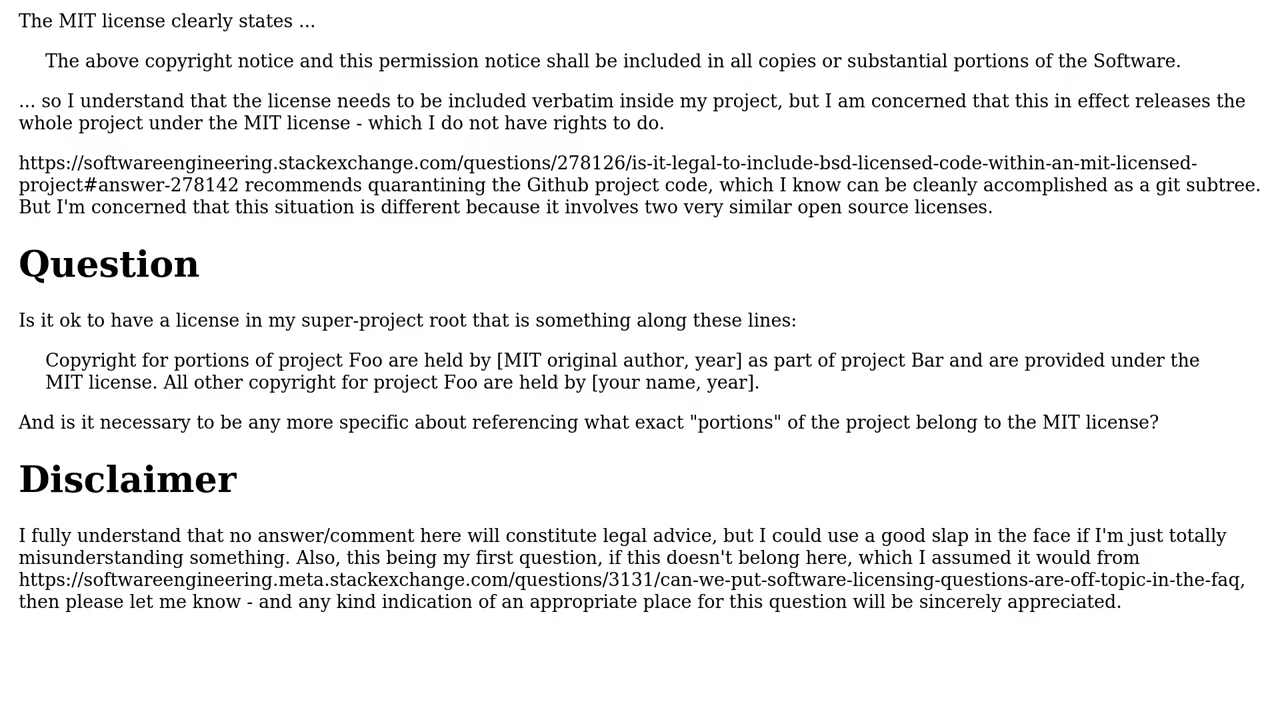 The MIT license clearly states ...
The above copyright notice and this permission notice shall be included in all copies or substantial portions of the Software.
... so I understand that the license needs to be included verbatim inside my project, but I am concerned that this in effect releases the
whole project under the MIT license - which I do not have rights to do.
https://softwareengineering.stackexchange.com/questions/278126/is-it-legal-to-include-bsd-licensed-code-within-an-mit-licensed-
project#answer-278142 recommends quarantining the Github project code, which I know can be cleanly accomplished as a git subtree.
But I'm concerned that this situation is different because it involves two very similar open source licenses.
Question
Is it ok to have a license in my super-project root that is something along these lines:
Copyright for portions of project Foo are held by [MIT original author, year] as part of project Bar and are provided under the
MIT license. All other copyright for project Foo are held by [your name, year].
And is it necessary to be any more specific about referencing what exact "portions" of the project belong to the MIT license?
Disclaimer
I fully understand that no answer/comment here will constitute legal advice, but I could use a good slap in the face if I'm just totally
misunderstanding something. Also, this being my first question, if this doesn't belong here, which I assumed it would from
https://softwareengineering.meta.stackexchange.com/questions/3131/can-we-put-software-licensing-questions-are-off-topic-in-the-faq,
then please let me know - and any kind indication of an appropriate place for this question will be sincerely appreciated.